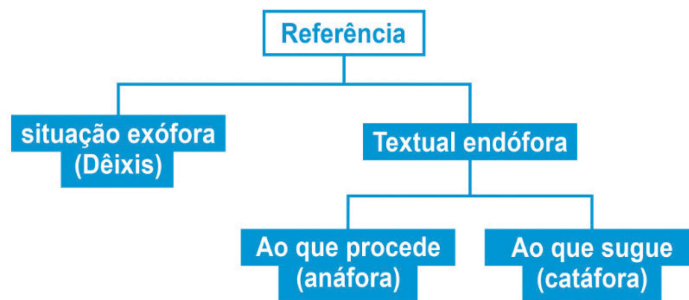 Referência
situação exófora
(Dêixis)
Textual endófora
Ao que procede
(anáfora)
Ao que sugue
(catáfora)